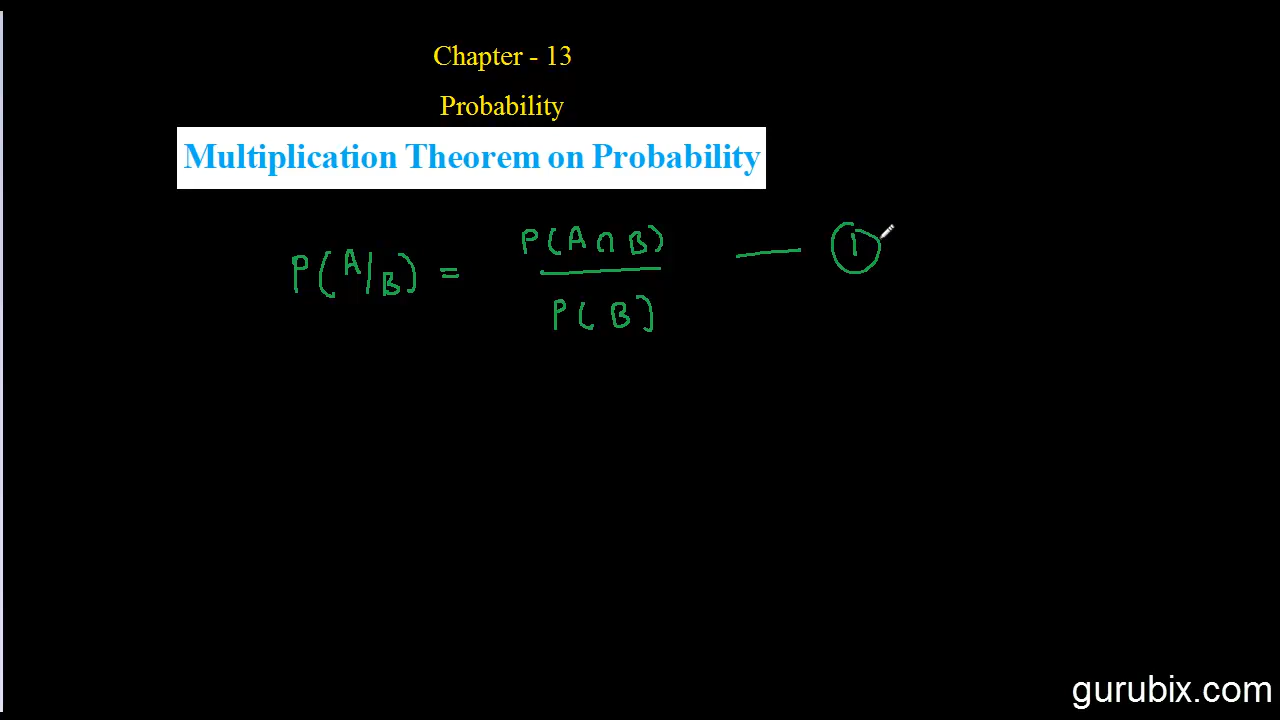 Chapter - 13
Probability
Multiplication Theorem on Probability
P(A/B) = P(A∩B) / P(B) — ①
gurubix.com